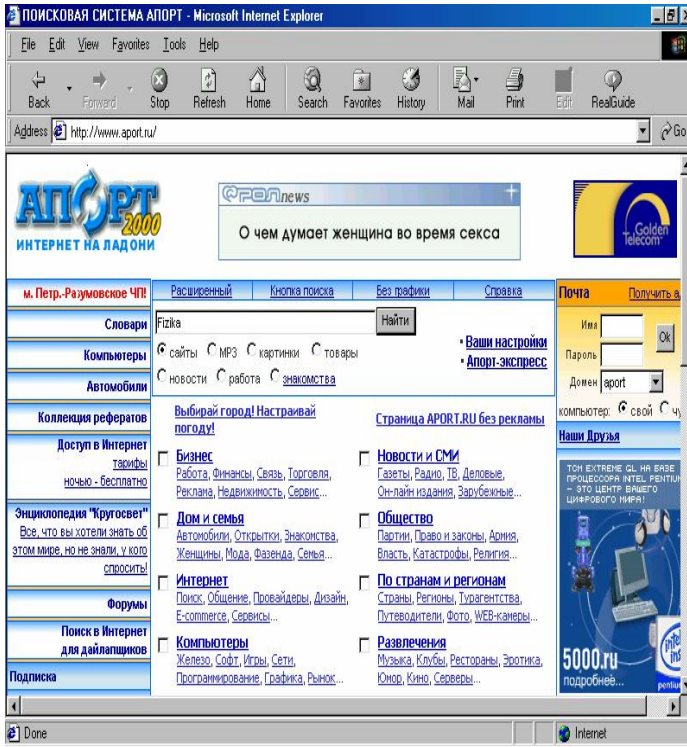 ПОИСКОВАЯ СИСТЕМА АПОРТ - Microsoft Internet Explorer
File Edit View Favorites Tools Help
Back Forward Stop Refresh Home Search Favorites History Mail Print Edit RealGuide
Address http://www.aport.ru/ Go
АПОРТ 2000
ИНТЕРНЕТ НА ЛАДОНИ
@РОЛ news
О чем думает женщина во время секса
Golden Telecom
м. Петр.-Разумовское ЧП!
Словари
Компьютеры
Автомобили
Коллекция рефератов
Доступ в Интернет
тарифы
ночью - бесплатно
Энциклопедия "Кругосвет"
Все, что вы хотели знать об
этом мире, но не знали, у кого
спросить!
Форумы
Поиск в Интернет
для дайлапщиков
Подписка
Расширенный Кнопка поиска Без графики Справка
Fizika Найти
сайты MP3 картинки товары
новости работа знакомства
Ваши настройки
Апорт-экспресс
Выбирай город! Настраивай
погоду!
Страница APORT.RU без рекламы
Бизнес
Работа, Финансы, Связь, Торговля,
Реклама, Недвижимость, Сервис...
Дом и семья
Автомобили, Открытки, Знакомства,
Женщины, Мода, Фазенда, Семья...
Интернет
Поиск, Общение, Провайдеры, Дизайн,
E-commerce, Сервисы...
Компьютеры
Железо, Софт, Игры, Сети,
Программирование, Графика, Рынок...
Новости и СМИ
Газеты, Радио, ТВ, Деловые,
Он-лайн издания, Зарубежные...
Общество
Партии, Право и законы, Армия,
Власть, Катастрофы, Религия...
По странам и регионам
Страны, Регионы, Турагентства,
Путеводители, Фото, WEB-камеры...
Развлечения
Музыка, Клубы, Рестораны, Эротика,
Юмор, Кино, Серверы...
Почта Получить а
Имя
Пароль
Ok
Домен aport
компьютер: свой чу
Наши Друзья
ТОН EXTREME GL НА БАЗЕ
ПРОЦЕССОРА INTEL PENTIUM
- ЭТО ЦЕНТР ВАШЕГО
ЦИФРОВОГО МИРА!
5000.ru
подробнее...
pentiu
Done Internet